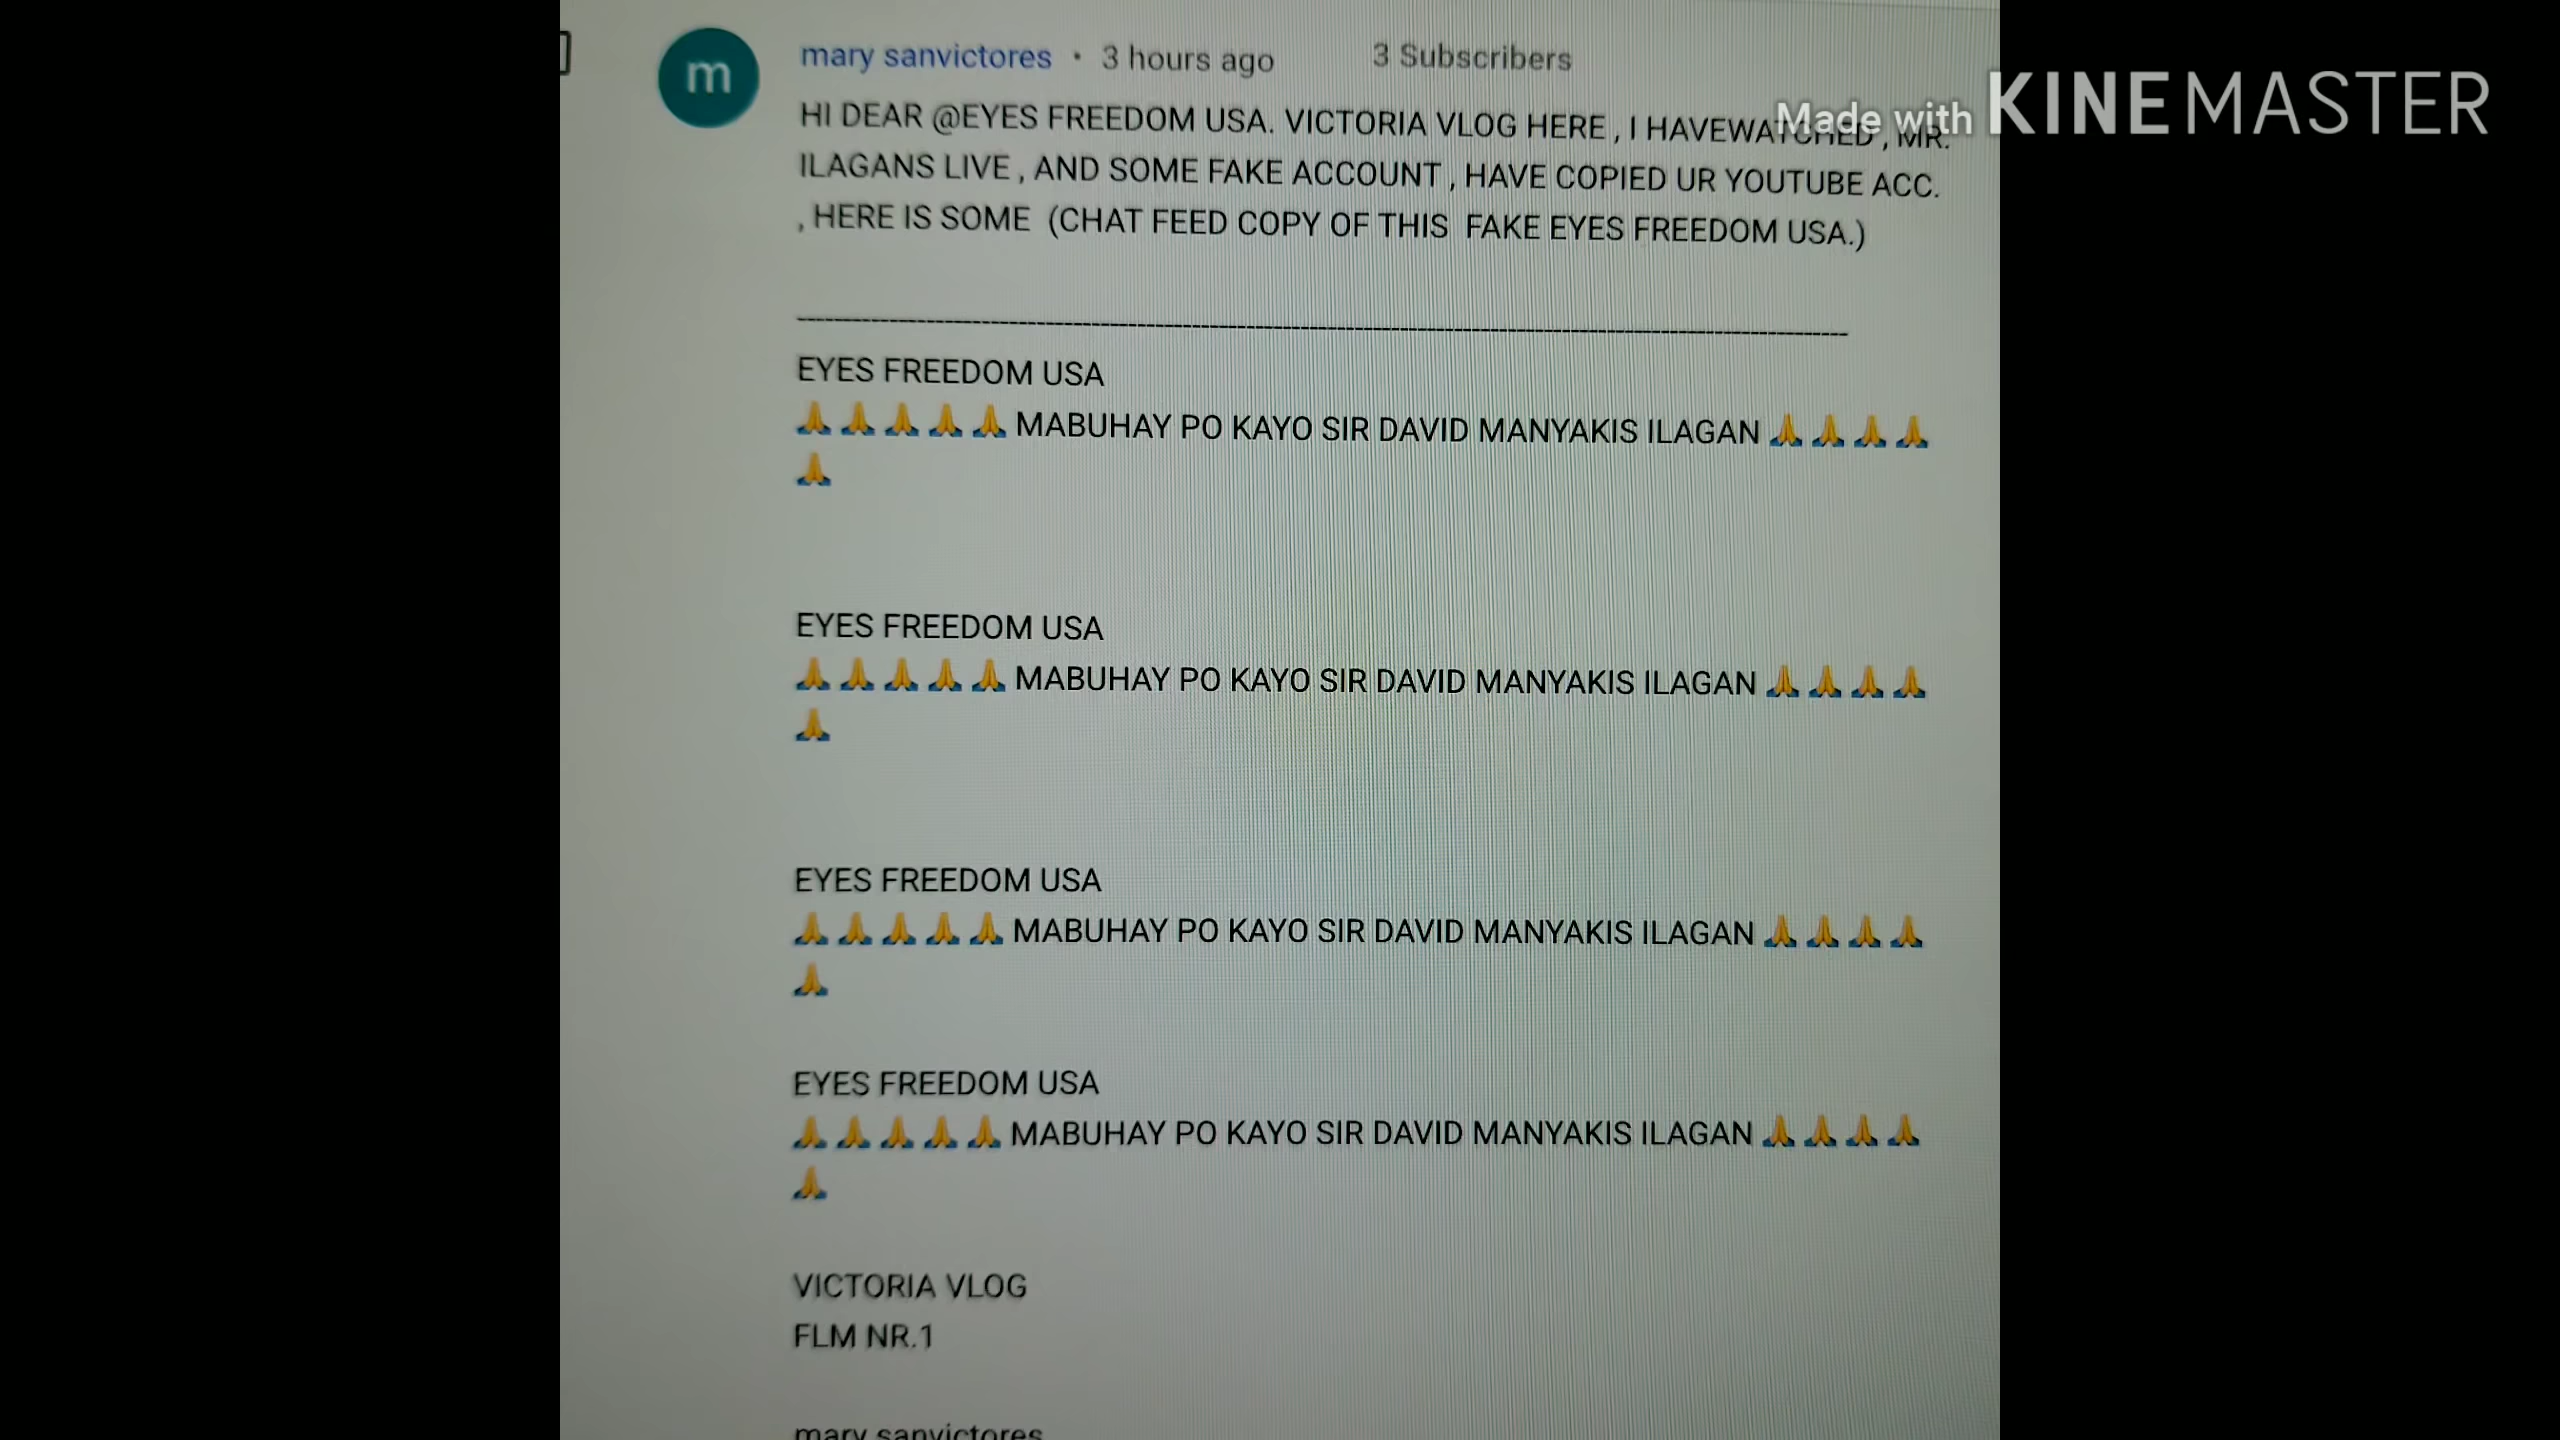 m
mary sanvictores • 3 hours ago 3 Subscribers
Made with KINEMASTER
HI DEAR @EYES FREEDOM USA. VICTORIA VLOG HERE , I HAVEWATCHED , MR.
ILAGANS LIVE , AND SOME FAKE ACCOUNT , HAVE COPIED UR YOUTUBE ACC.
, HERE IS SOME (CHAT FEED COPY OF THIS FAKE EYES FREEDOM USA.)
EYES FREEDOM USA
🙏🙏🙏🙏🙏 MABUHAY PO KAYO SIR DAVID MANYAKIS ILAGAN 🙏🙏🙏🙏
🙏
EYES FREEDOM USA
🙏🙏🙏🙏🙏 MABUHAY PO KAYO SIR DAVID MANYAKIS ILAGAN 🙏🙏🙏🙏
🙏
EYES FREEDOM USA
🙏🙏🙏🙏🙏 MABUHAY PO KAYO SIR DAVID MANYAKIS ILAGAN 🙏🙏🙏🙏
🙏
EYES FREEDOM USA
🙏🙏🙏🙏🙏 MABUHAY PO KAYO SIR DAVID MANYAKIS ILAGAN 🙏🙏🙏🙏
🙏
VICTORIA VLOG
FLM NR.1
mary sanvictores